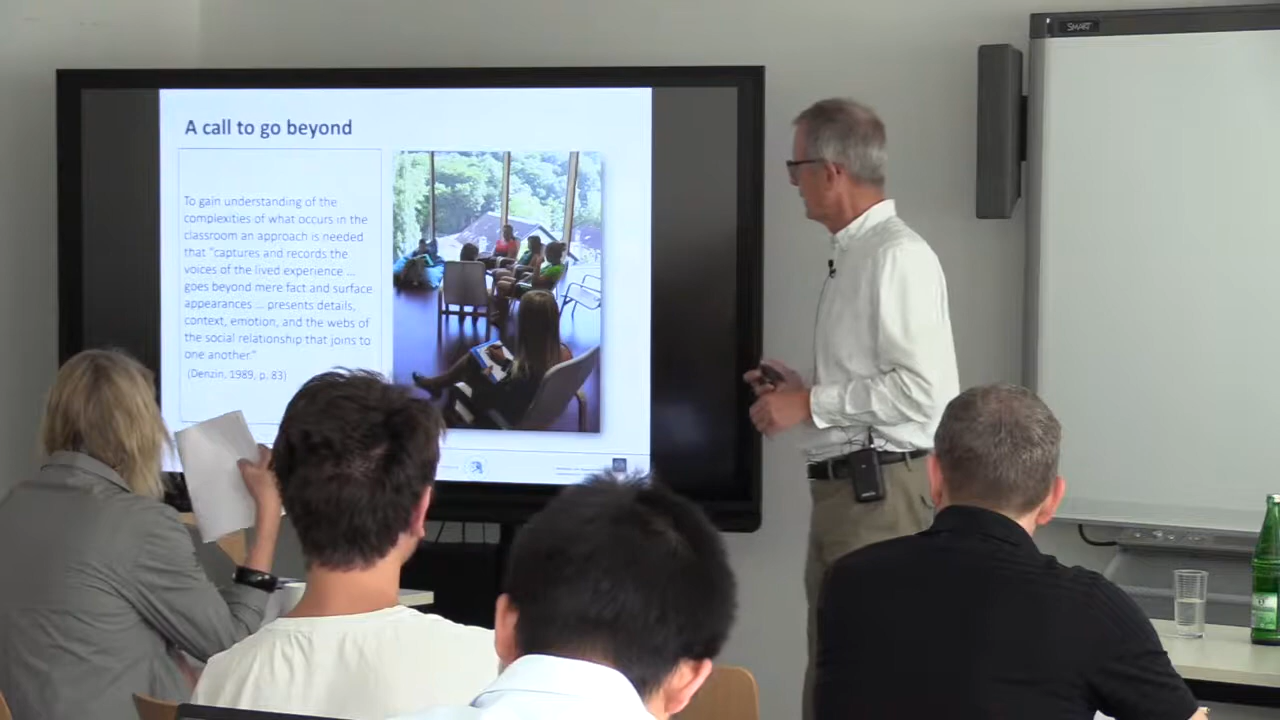 SMART
A call to go beyond
To gain understanding of the
complexities of what occurs in the
classroom an approach is needed
that "captures and records the
voices of the lived experience ...
goes beyond mere fact and surface
appearances ... presents details,
context, emotion, and the webs of
the social relationship that joins to
one another."
(Denzin, 1989, p. 83)